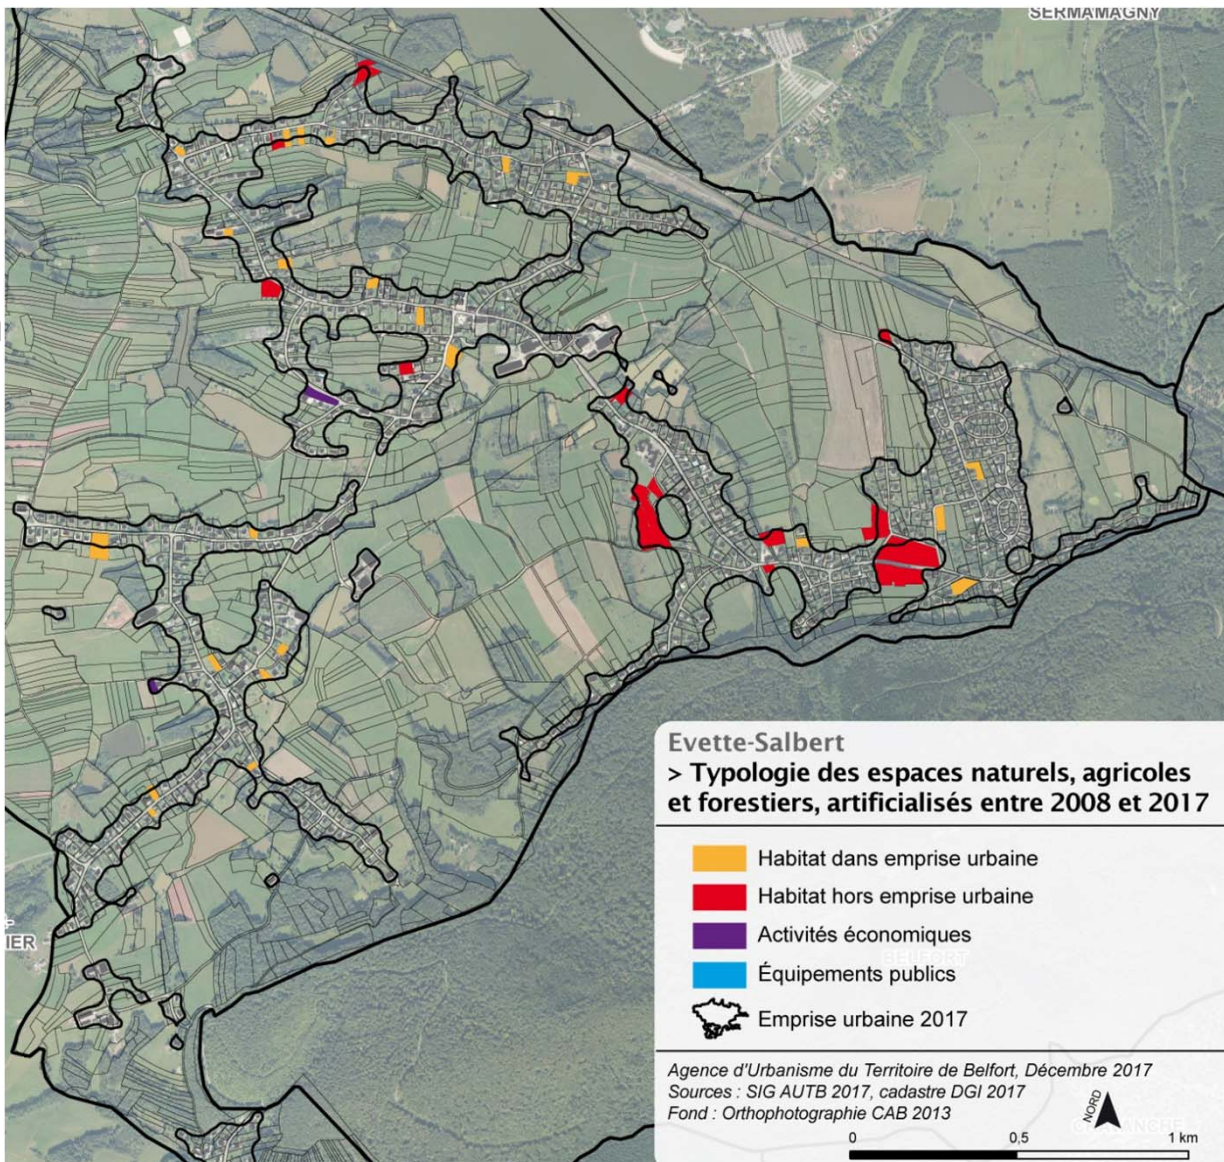 SERMAMAGNY
IER
Evette-Salbert
> Typologie des espaces naturels, agricoles
et forestiers, artificialisés entre 2008 et 2017
Habitat dans emprise urbaine
Habitat hors emprise urbaine
Activités économiques
BELFORT
Équipements publics
Emprise urbaine 2017
Agence d'Urbanisme du Territoire de Belfort, Décembre 2017
Sources : SIG AUTB 2017, cadastre DGI 2017
Fond : Orthophotographie CAB 2013
NORD
0 0,5 1 km